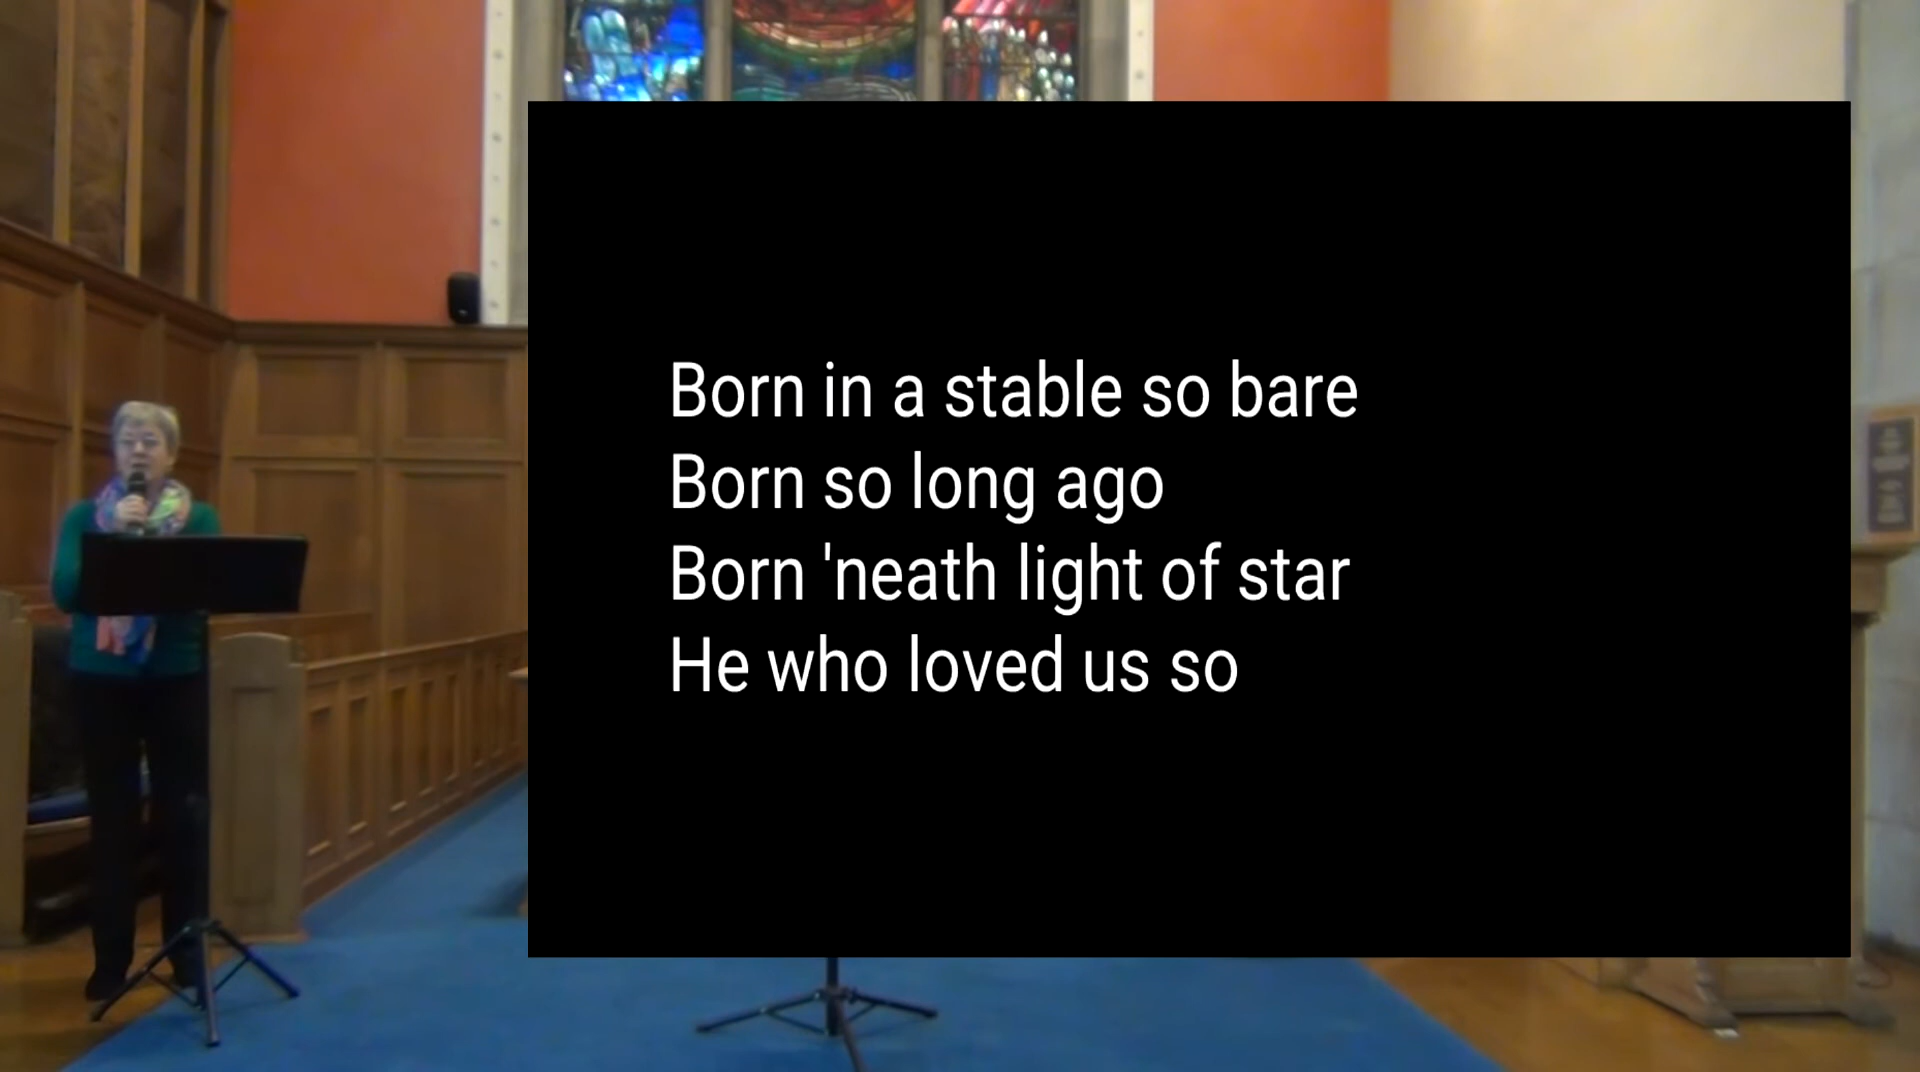 Born in a stable so bare
Born so long ago
Born 'neath light of star
He who loved us so